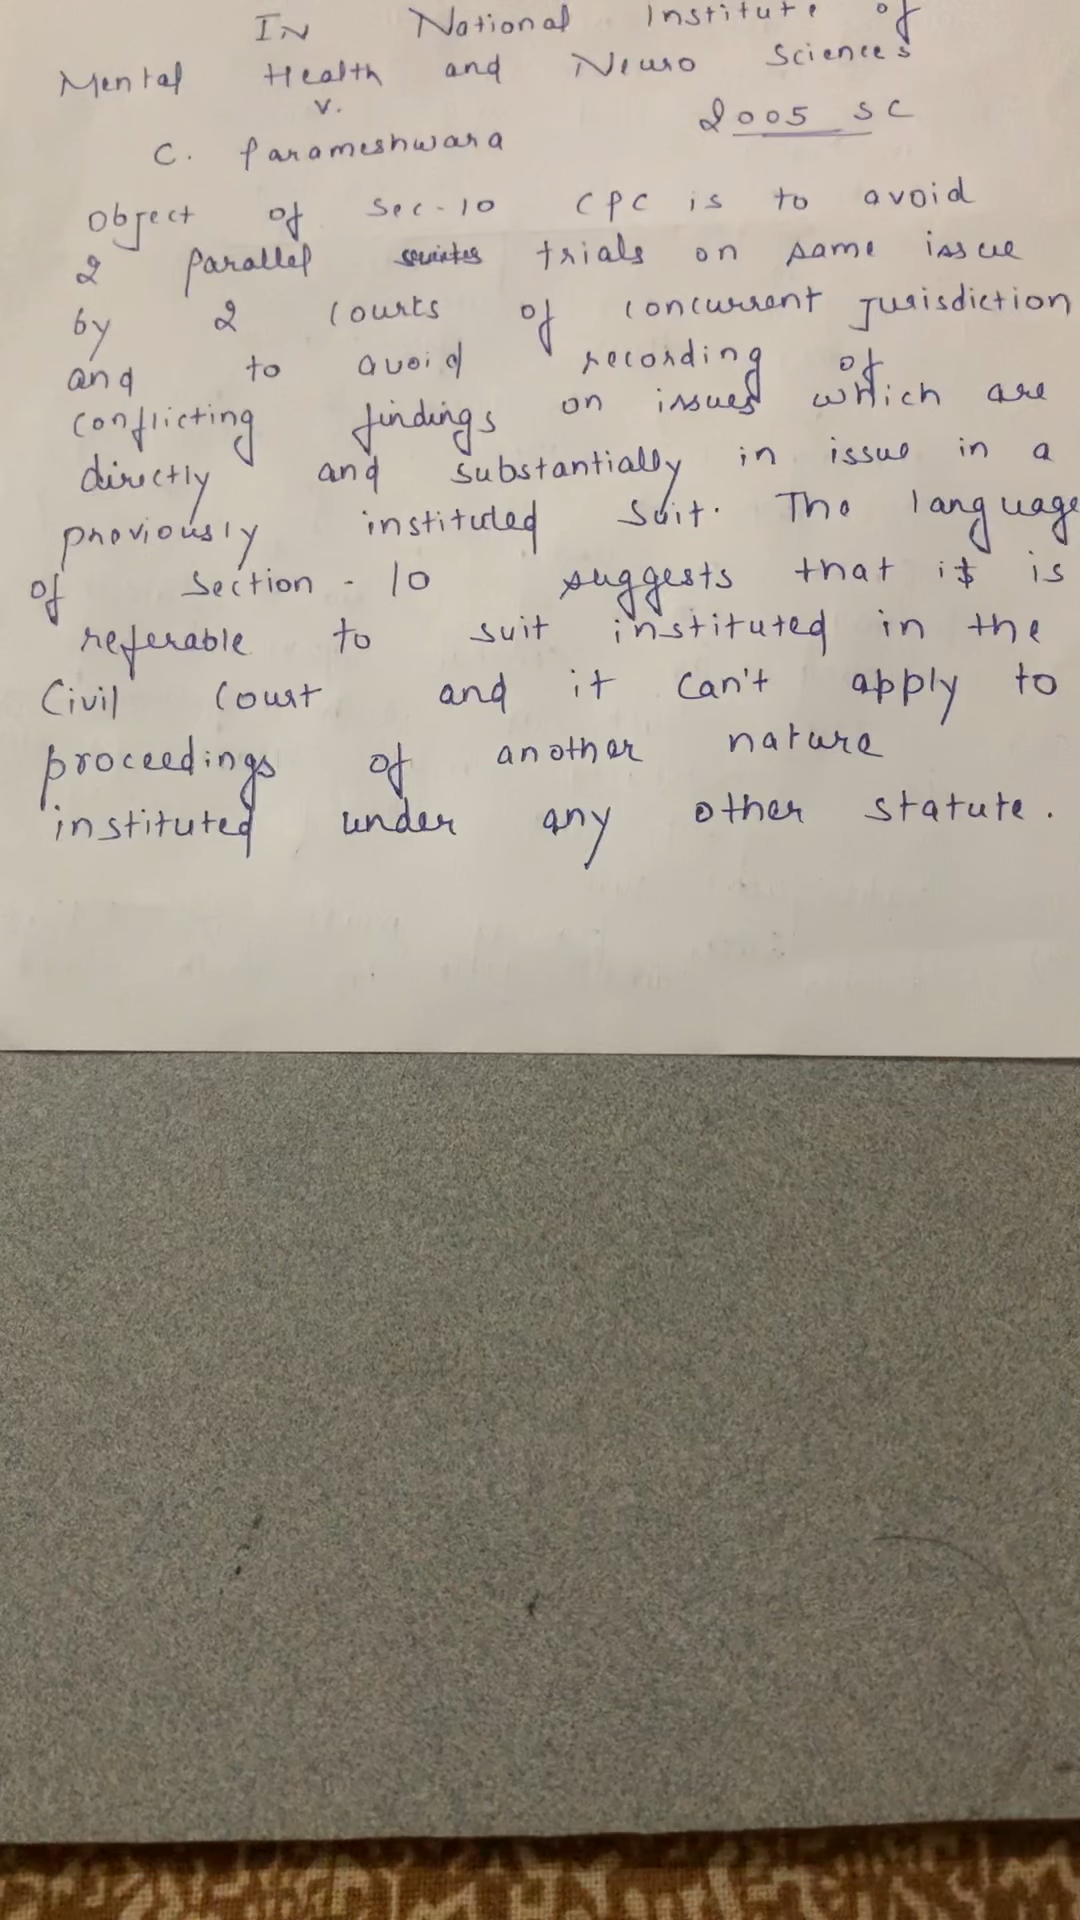 IN National Institute of
Mental Health and Neuro Sciences
v.
C. Parameshwara 2005 SC
Object of Sec-10 CPC is to avoid
2 parallel trials on same issue
by 2 courts of concurrent Jurisdiction
and to avoid recording of
conflicting findings on issues which are
directly and substantially in issue in a
previously instituted suit. The language
of Section - 10 suggests that it is
referable to suit instituted in the
Civil Court and it can't apply to
proceedings of another nature
instituted under any other statute.